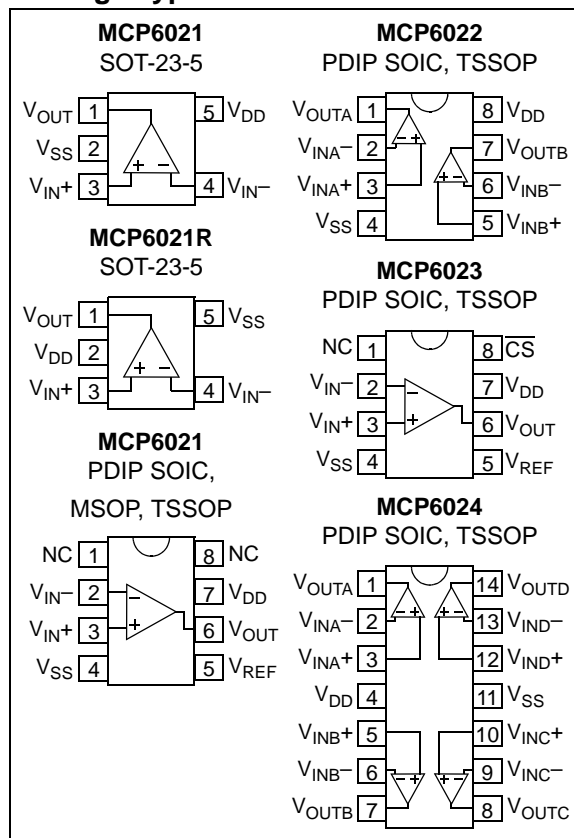 MCP6021
SOT-23-5
VOUT 1 5 VDD
VSS 2
VIN+ 3 + – 4 VIN–
MCP6021R
SOT-23-5
VOUT 1 5 VSS
VDD 2
VIN+ 3 + – 4 VIN–
MCP6021
PDIP SOIC,
MSOP, TSSOP
NC 1 8 NC
VIN– 2 – 7 VDD
VIN+ 3 + 6 VOUT
VSS 4 5 VREF
MCP6022
PDIP SOIC, TSSOP
VOUTA 1 8 VDD
VINA– 2 - + 7 VOUTB
VINA+ 3 + - 6 VINB–
VSS 4 5 VINB+
MCP6023
PDIP SOIC, TSSOP
NC 1 8 C̅S̅
VIN– 2 – 7 VDD
VIN+ 3 + 6 VOUT
VSS 4 5 VREF
MCP6024
PDIP SOIC, TSSOP
VOUTA 1 14 VOUTD
VINA– 2 - + + - 13 VIND–
VINA+ 3 12 VIND+
VDD 4 11 VSS
VINB+ 5 10 VINC+
VINB– 6 - + + - 9 VINC–
VOUTB 7 8 VOUTC